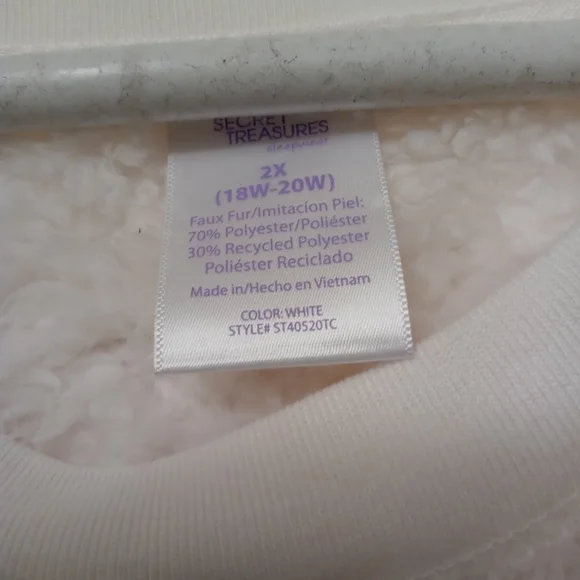 SECRET
TREASURES
sleepwear
2X
(18W-20W)
Faux Fur/Imitacion Piel:
70% Polyester/Poliéster
30% Recycled Polyester
Poliéster Reciclado
Made in/Hecho en Vietnam
COLOR: WHITE
STYLE# ST40520TC